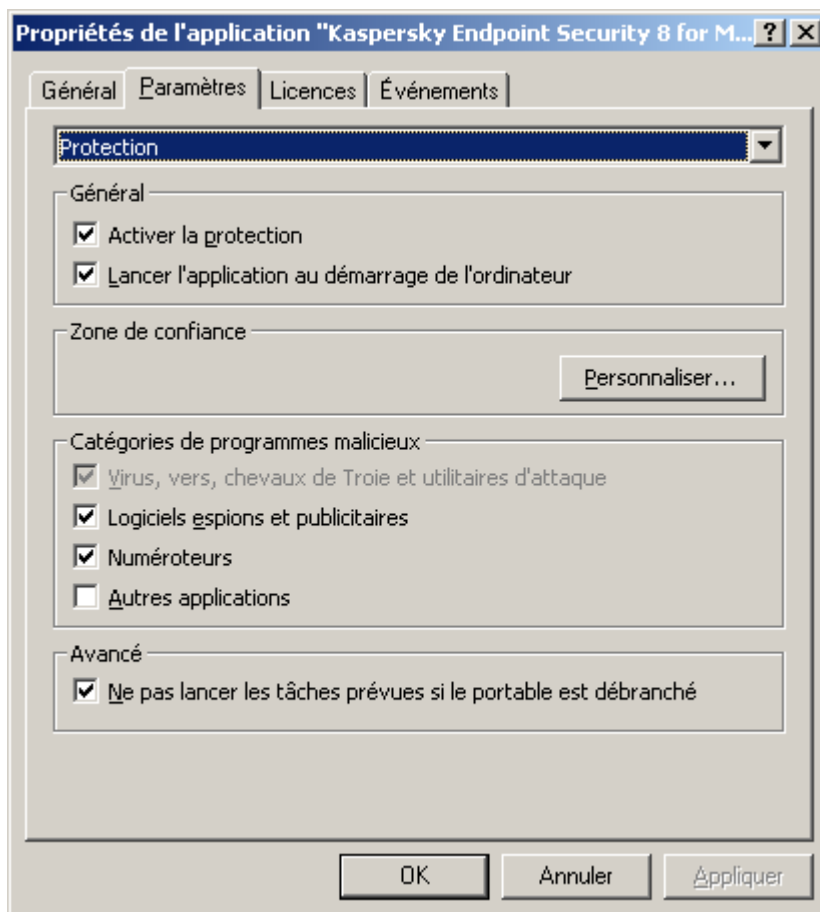 Propriétés de l'application "Kaspersky Endpoint Security 8 for M...
Général Paramètres Licences Événements
Protection
Général
Activer la protection
Lancer l'application au démarrage de l'ordinateur
Zone de confiance
Personnaliser...
Catégories de programmes malicieux
Virus, vers, chevaux de Troie et utilitaires d'attaque
Logiciels espions et publicitaires
Numéroteurs
Autres applications
Avancé
Ne pas lancer les tâches prévues si le portable est débranché
OK Annuler Appliquer